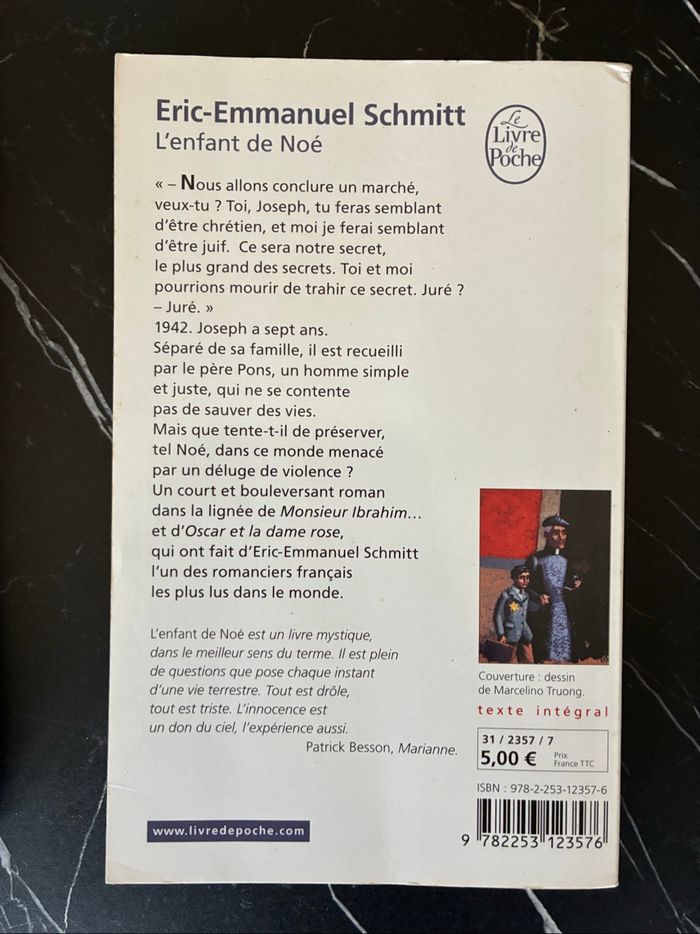 Eric-Emmanuel Schmitt
L'enfant de Noé
Le
Livre
de
Poche
« – Nous allons conclure un marché,
veux-tu ? Toi, Joseph, tu feras semblant
d'être chrétien, et moi je ferai semblant
d'être juif. Ce sera notre secret,
le plus grand des secrets. Toi et moi
pourrions mourir de trahir ce secret. Juré ?
– Juré. »
1942. Joseph a sept ans.
Séparé de sa famille, il est recueilli
par le père Pons, un homme simple
et juste, qui ne se contente
pas de sauver des vies.
Mais que tente-t-il de préserver,
tel Noé, dans ce monde menacé
par un déluge de violence ?
Un court et bouleversant roman
dans la lignée de Monsieur Ibrahim…
et d'Oscar et la dame rose,
qui ont fait d'Eric-Emmanuel Schmitt
l'un des romanciers français
les plus lus dans le monde.
L'enfant de Noé est un livre mystique,
dans le meilleur sens du terme. Il est plein
de questions que pose chaque instant
d'une vie terrestre. Tout est drôle,
tout est triste. L'innocence est
un don du ciel, l'expérience aussi.
Patrick Besson, Marianne.
www.livredepoche.com
Couverture : dessin
de Marcelino Truong.
texte intégral
31 / 2357 / 7
5,00 €
Prix
France TTC
ISBN : 978-2-253-12357-6
9 782253 123576